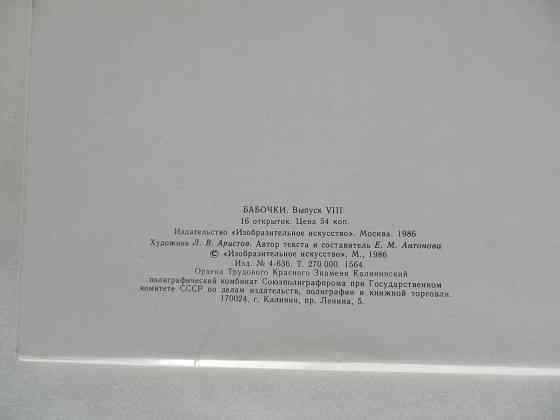 БАБОЧКИ. Выпуск VIII
16 открыток. Цена 54 коп.
Издательство «Изобразительное искусство». Москва. 1986
Художник Л. В. Аристов. Автор текста и составитель Е. М. Антонова
© «Изобразительное искусство». М., 1986
Изд. № 4-636. Т. 270 000. 1564.
Ордена Трудового Красного Знамени Калининский
полиграфический комбинат Союзполиграфпрома при Государственном
комитете СССР по делам издательств, полиграфии и книжной торговли.
170024, г. Калинин, пр. Ленина, 5.